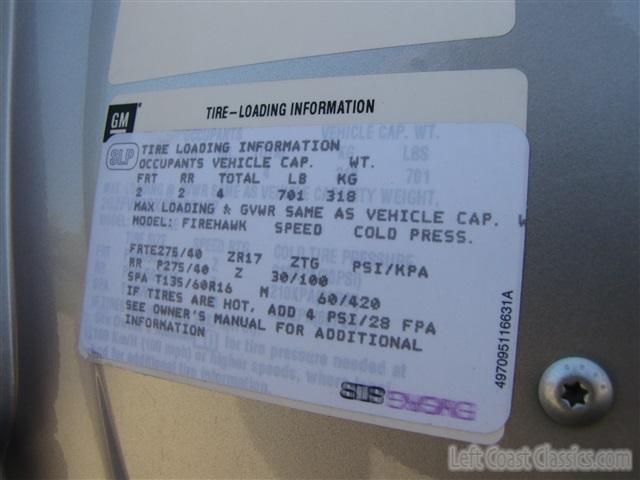 GM
TIRE-LOADING INFORMATION
SLP
TIRE LOADING INFORMATION
OCCUPANTS VEHICLE CAP. WT.
FRT RR TOTAL LB KG
2 2 4 701 318
MAX LOADING & GVWR SAME AS VEHICLE CAP. W
MODEL: FIREHAWK SPEED COLD PRESS.
FRTE275/40 ZR17 ZTG PSI/KPA
RR P275/40 Z 30/100
SPA T135/60R16 M 60/420
IF TIRES ARE HOT, ADD 4 PSI/28 FPA
SEE OWNER'S MANUAL FOR ADDITIONAL
INFORMATION
497095116631A
Left Coast Classics.com